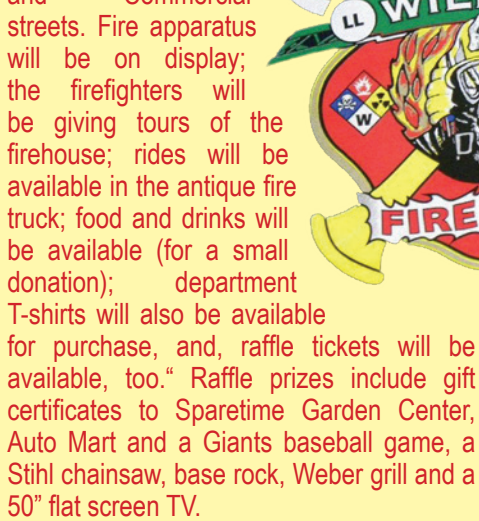 and Commercial
streets. Fire apparatus
will be on display;
the firefighters will
be giving tours of the
firehouse; rides will be
available in the antique fire
truck; food and drinks will
be available (for a small
donation); department
T-shirts will also be available
for purchase, and, raffle tickets will be
available, too.“ Raffle prizes include gift
certificates to Sparetime Garden Center,
Auto Mart and a Giants baseball game, a
Stihl chainsaw, base rock, Weber grill and a
50” flat screen TV.
LL
W
FIRE